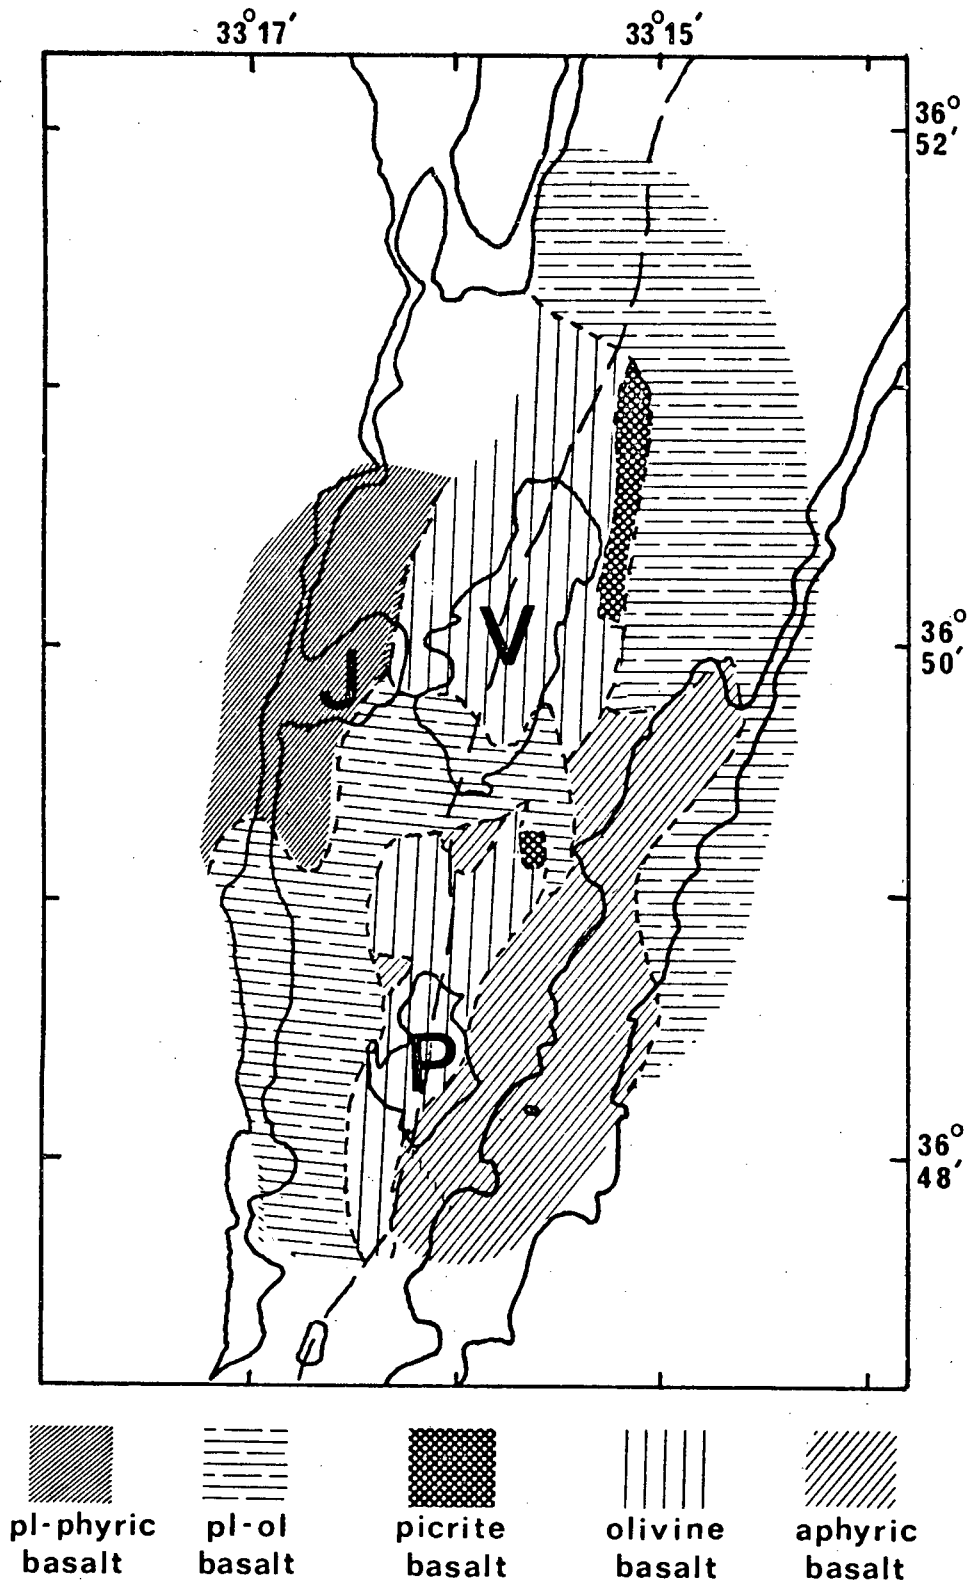 33° 17′
33° 15′
36°
52′
J
V
36°
50′
P
36°
48′
pl-phyric
basalt
pl-ol
basalt
picrite
basalt
olivine
basalt
aphyric
basalt